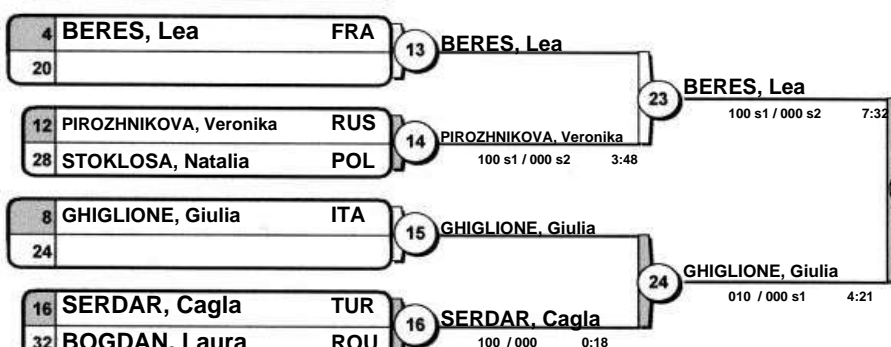 4 BERES, Lea FRA
20
13 BERES, Lea
12 PIROZHNIKOVA, Veronika RUS
28 STOKLOSA, Natalia POL
14 PIROZHNIKOVA, Veronika
100 s1 / 000 s2 3:48
23 BERES, Lea
100 s1 / 000 s2 7:32
8 GHIGLIONE, Giulia ITA
24
15 GHIGLIONE, Giulia
16 SERDAR, Cagla TUR
32 BOGDAN, Laura ROU
16 SERDAR, Cagla
100 / 000 0:18
24 GHIGLIONE, Giulia
010 / 000 s1 4:21